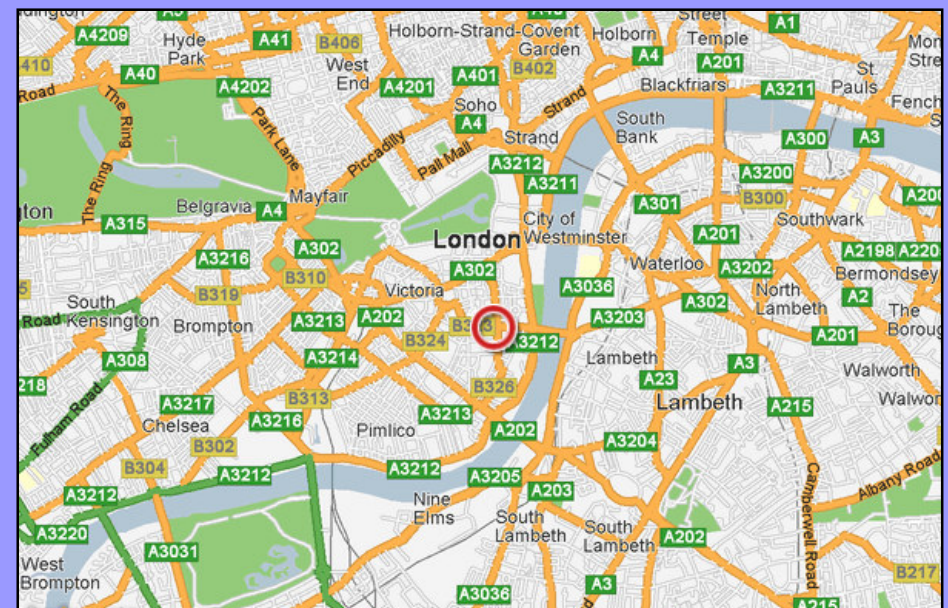 A4209
Hyde
Park
A41
B406
West
End
Holborn-Strand-Covent
Garden
Holborn
Street
Temple
A1
410
A40
Road
A4202
A4201
A401
B402
A4
A201
Blackfriars
A3211
St
Pauls
Fench
The Ring
Soho
A4
Strand
Strand
South
Bank
A300
A3
Park Lane
Piccadilly
Pall Mall
A3212
A3211
A3200
B300
The Ring
Mayfair
Belgravia
A4
A315
A301
Southwark
City of
Westminster
London
A201
A302
A3216
A302
Waterloo
A3202
A2198
A220
Bermondsey
B310
B319
Victoria
A3036
A302
North
Lambeth
A2
The
South
Kensington
Road
Brompton
A3213
A202
B324
A3212
A3203
A201
A308
A3214
Lambeth
A3
Walworth
218
B313
B326
A23
Lambeth
A215
Fulham Road
A3217
Chelsea
A3216
A3213
Pimlico
A202
A3204
B302
B304
A3212
A3212
A3205
A203
Albany Road
Camberwell Road
A3212
Nine
Elms
South
Lambeth
South
Lambeth
A202
A3220
A3031
West
Brompton
A3036
A3
B217
A215